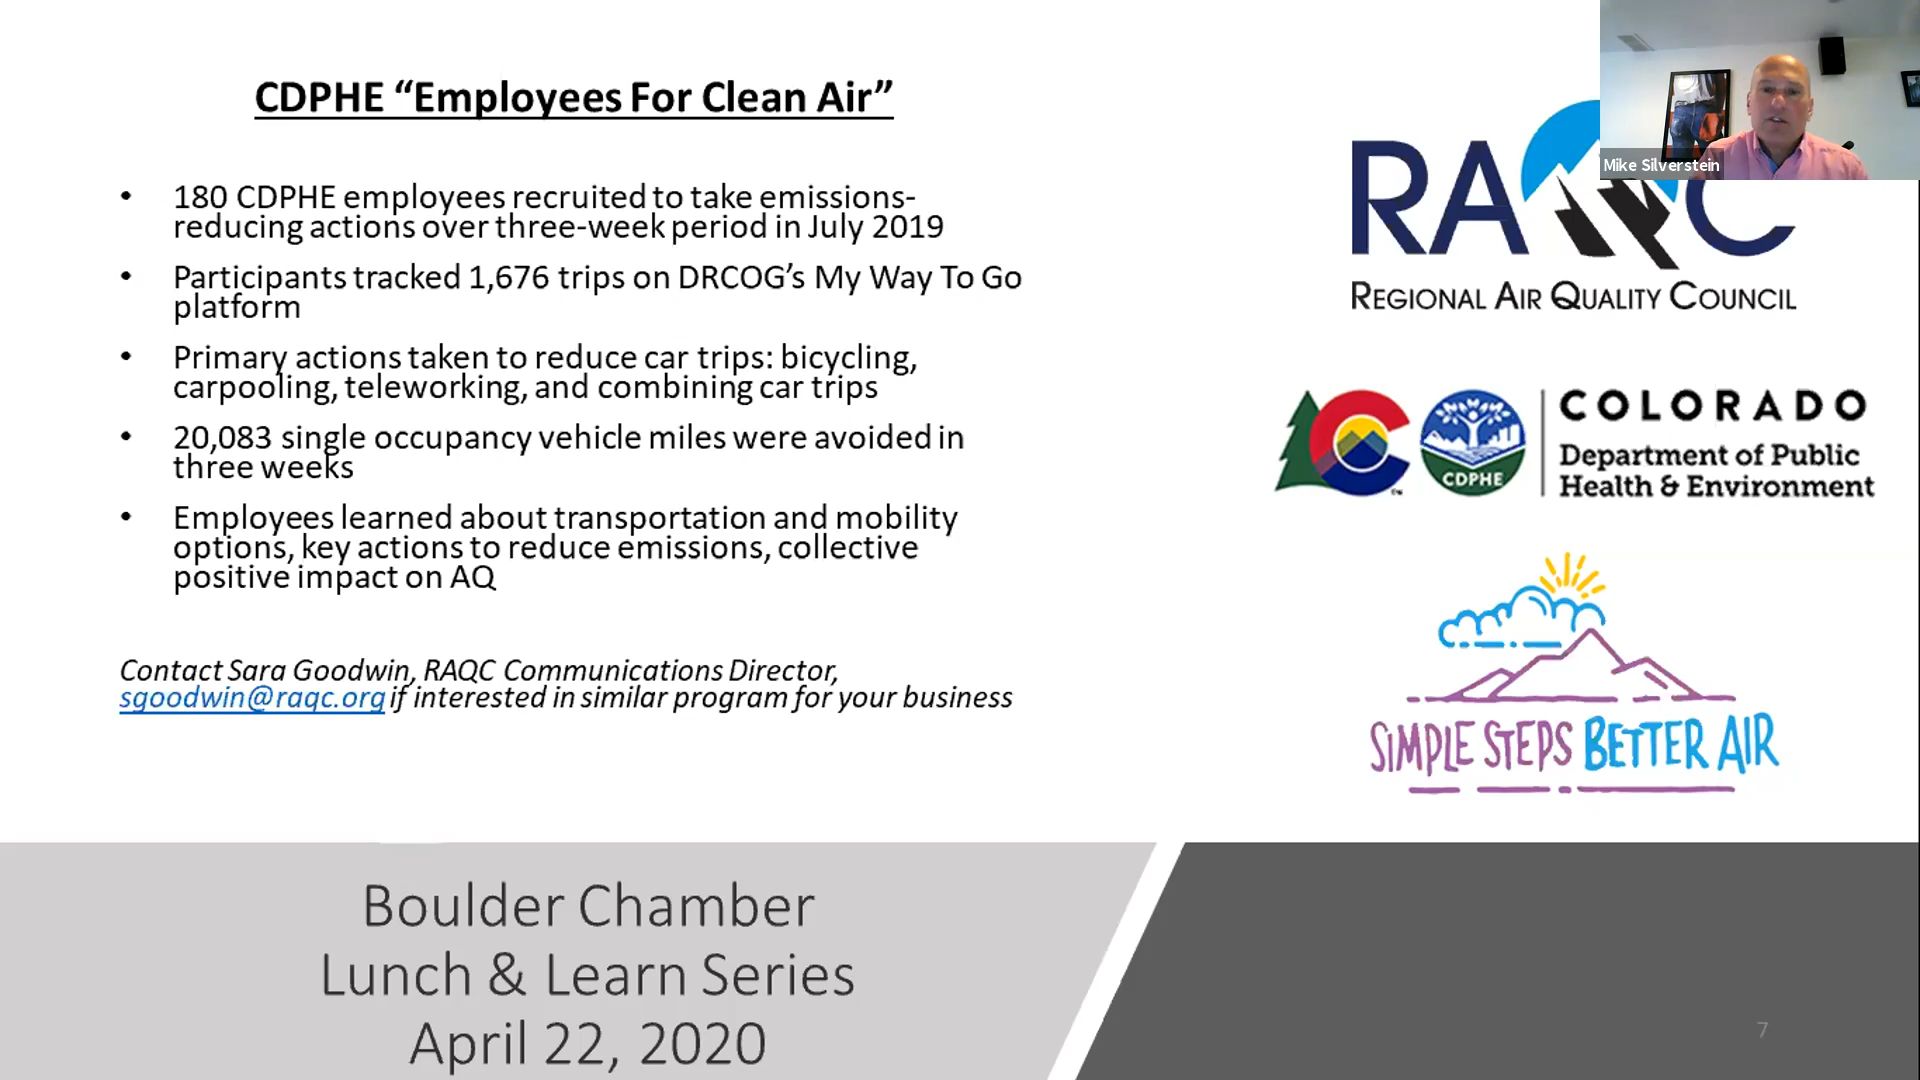 CDPHE “Employees For Clean Air”
• 180 CDPHE employees recruited to take emissions-
reducing actions over three-week period in July 2019
• Participants tracked 1,676 trips on DRCOG’s My Way To Go
platform
• Primary actions taken to reduce car trips: bicycling,
carpooling, teleworking, and combining car trips
• 20,083 single occupancy vehicle miles were avoided in
three weeks
• Employees learned about transportation and mobility
options, key actions to reduce emissions, collective
positive impact on AQ
Contact Sara Goodwin, RAQC Communications Director,
sgoodwin@raqc.org if interested in similar program for your business
Mike Silverstein
RAQC
REGIONAL AIR QUALITY COUNCIL
CDPHE
COLORADO
Department of Public
Health & Environment
TM
SIMPLE STEPS BETTER AIR
Boulder Chamber
Lunch & Learn Series
April 22, 2020
7